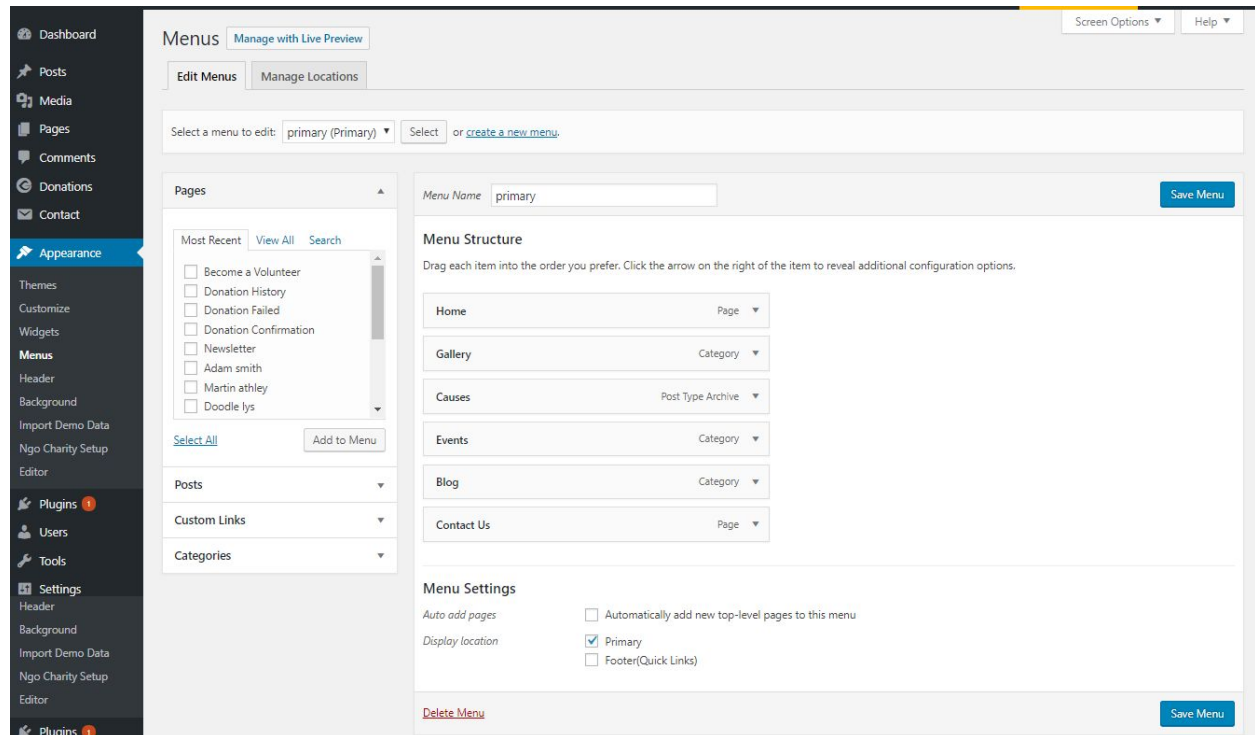 Dashboard
Posts
Media
Pages
Comments
Donations
Contact
Appearance
Themes
Customize
Widgets
Menus
Header
Background
Import Demo Data
Ngo Charity Setup
Editor
Plugins 1
Users
Tools
Settings
Header
Background
Import Demo Data
Ngo Charity Setup
Editor
Plugins 1
Screen Options Help
Menus Manage with Live Preview
Edit Menus Manage Locations
Select a menu to edit: primary (Primary) Select or create a new menu.
Pages
Most Recent View All Search
Become a Volunteer
Donation History
Donation Failed
Donation Confirmation
Newsletter
Adam smith
Martin athley
Doodle lys
Select All Add to Menu
Posts
Custom Links
Categories
Menu Name primary Save Menu
Menu Structure
Drag each item into the order you prefer. Click the arrow on the right of the item to reveal additional configuration options.
Home Page
Gallery Category
Causes Post Type Archive
Events Category
Blog Category
Contact Us Page
Menu Settings
Auto add pages Automatically add new top-level pages to this menu
Display location Primary
Footer(Quick Links)
Delete Menu Save Menu